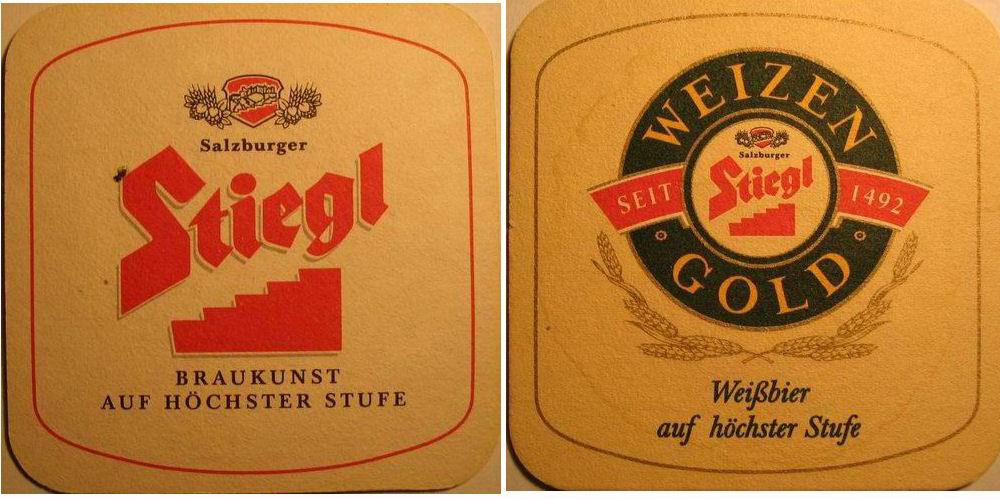 Salzburger
Stiegl
BRAUKUNST
AUF HÖCHSTER STUFE
WEIZEN
Salzburger
Stiegl
SEIT 1492
GOLD
Weißbier
auf höchster Stufe